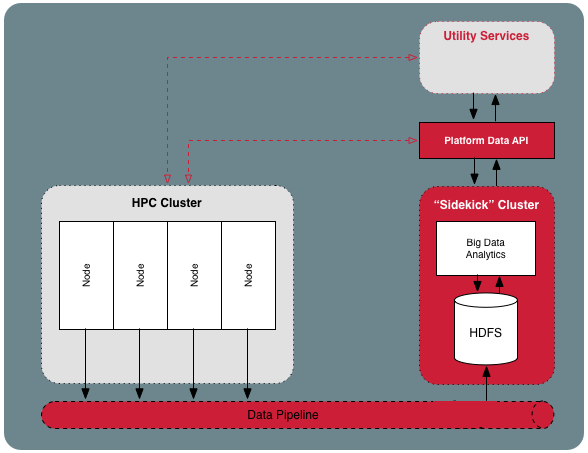 Utility Services
Platform Data API
HPC Cluster
Node
Node
Node
Node
“Sidekick” Cluster
Big Data
Analytics
HDFS
Data Pipeline